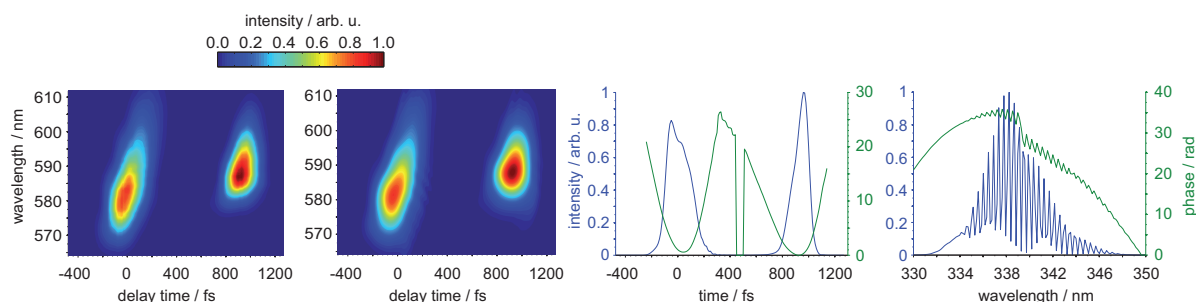 intensity / arb. u.
0.0 0.2 0.4 0.6 0.8 1.0
wavelength / nm
610
600
590
580
570
-400 0 400 800 1200
delay time / fs
610
600
590
580
570
-400 0 400 800 1200
delay time / fs
intensity / arb. u.
1
0.8
0.6
0.4
0.2
0
30
20
10
0
-400 0 400 800 1200
time / fs
1
0.8
0.6
0.4
0.2
0
40
30
20
10
0
phase / rad
330 334 338 342 346 350
wavelength / nm